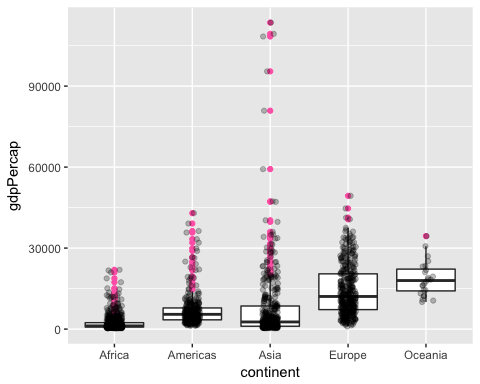 gdpPercap
90000
60000
30000
0
Africa Americas Asia Europe Oceania
continent